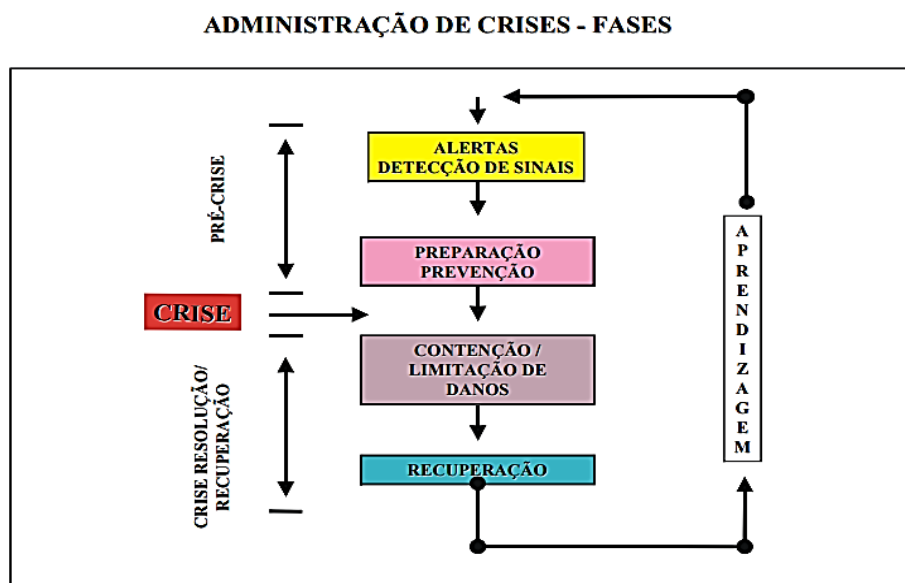 ADMINISTRAÇÃO DE CRISES - FASES
ALERTAS
DETECÇÃO DE SINAIS
PRÉ-CRISE
PREPARAÇÃO
PREVENÇÃO
CRISE
CONTENÇÃO /
LIMITAÇÃO DE
DANOS
CRISE RESOLUÇÃO/
RECUPERAÇÃO
RECUPERAÇÃO
APRENDIZAGEM